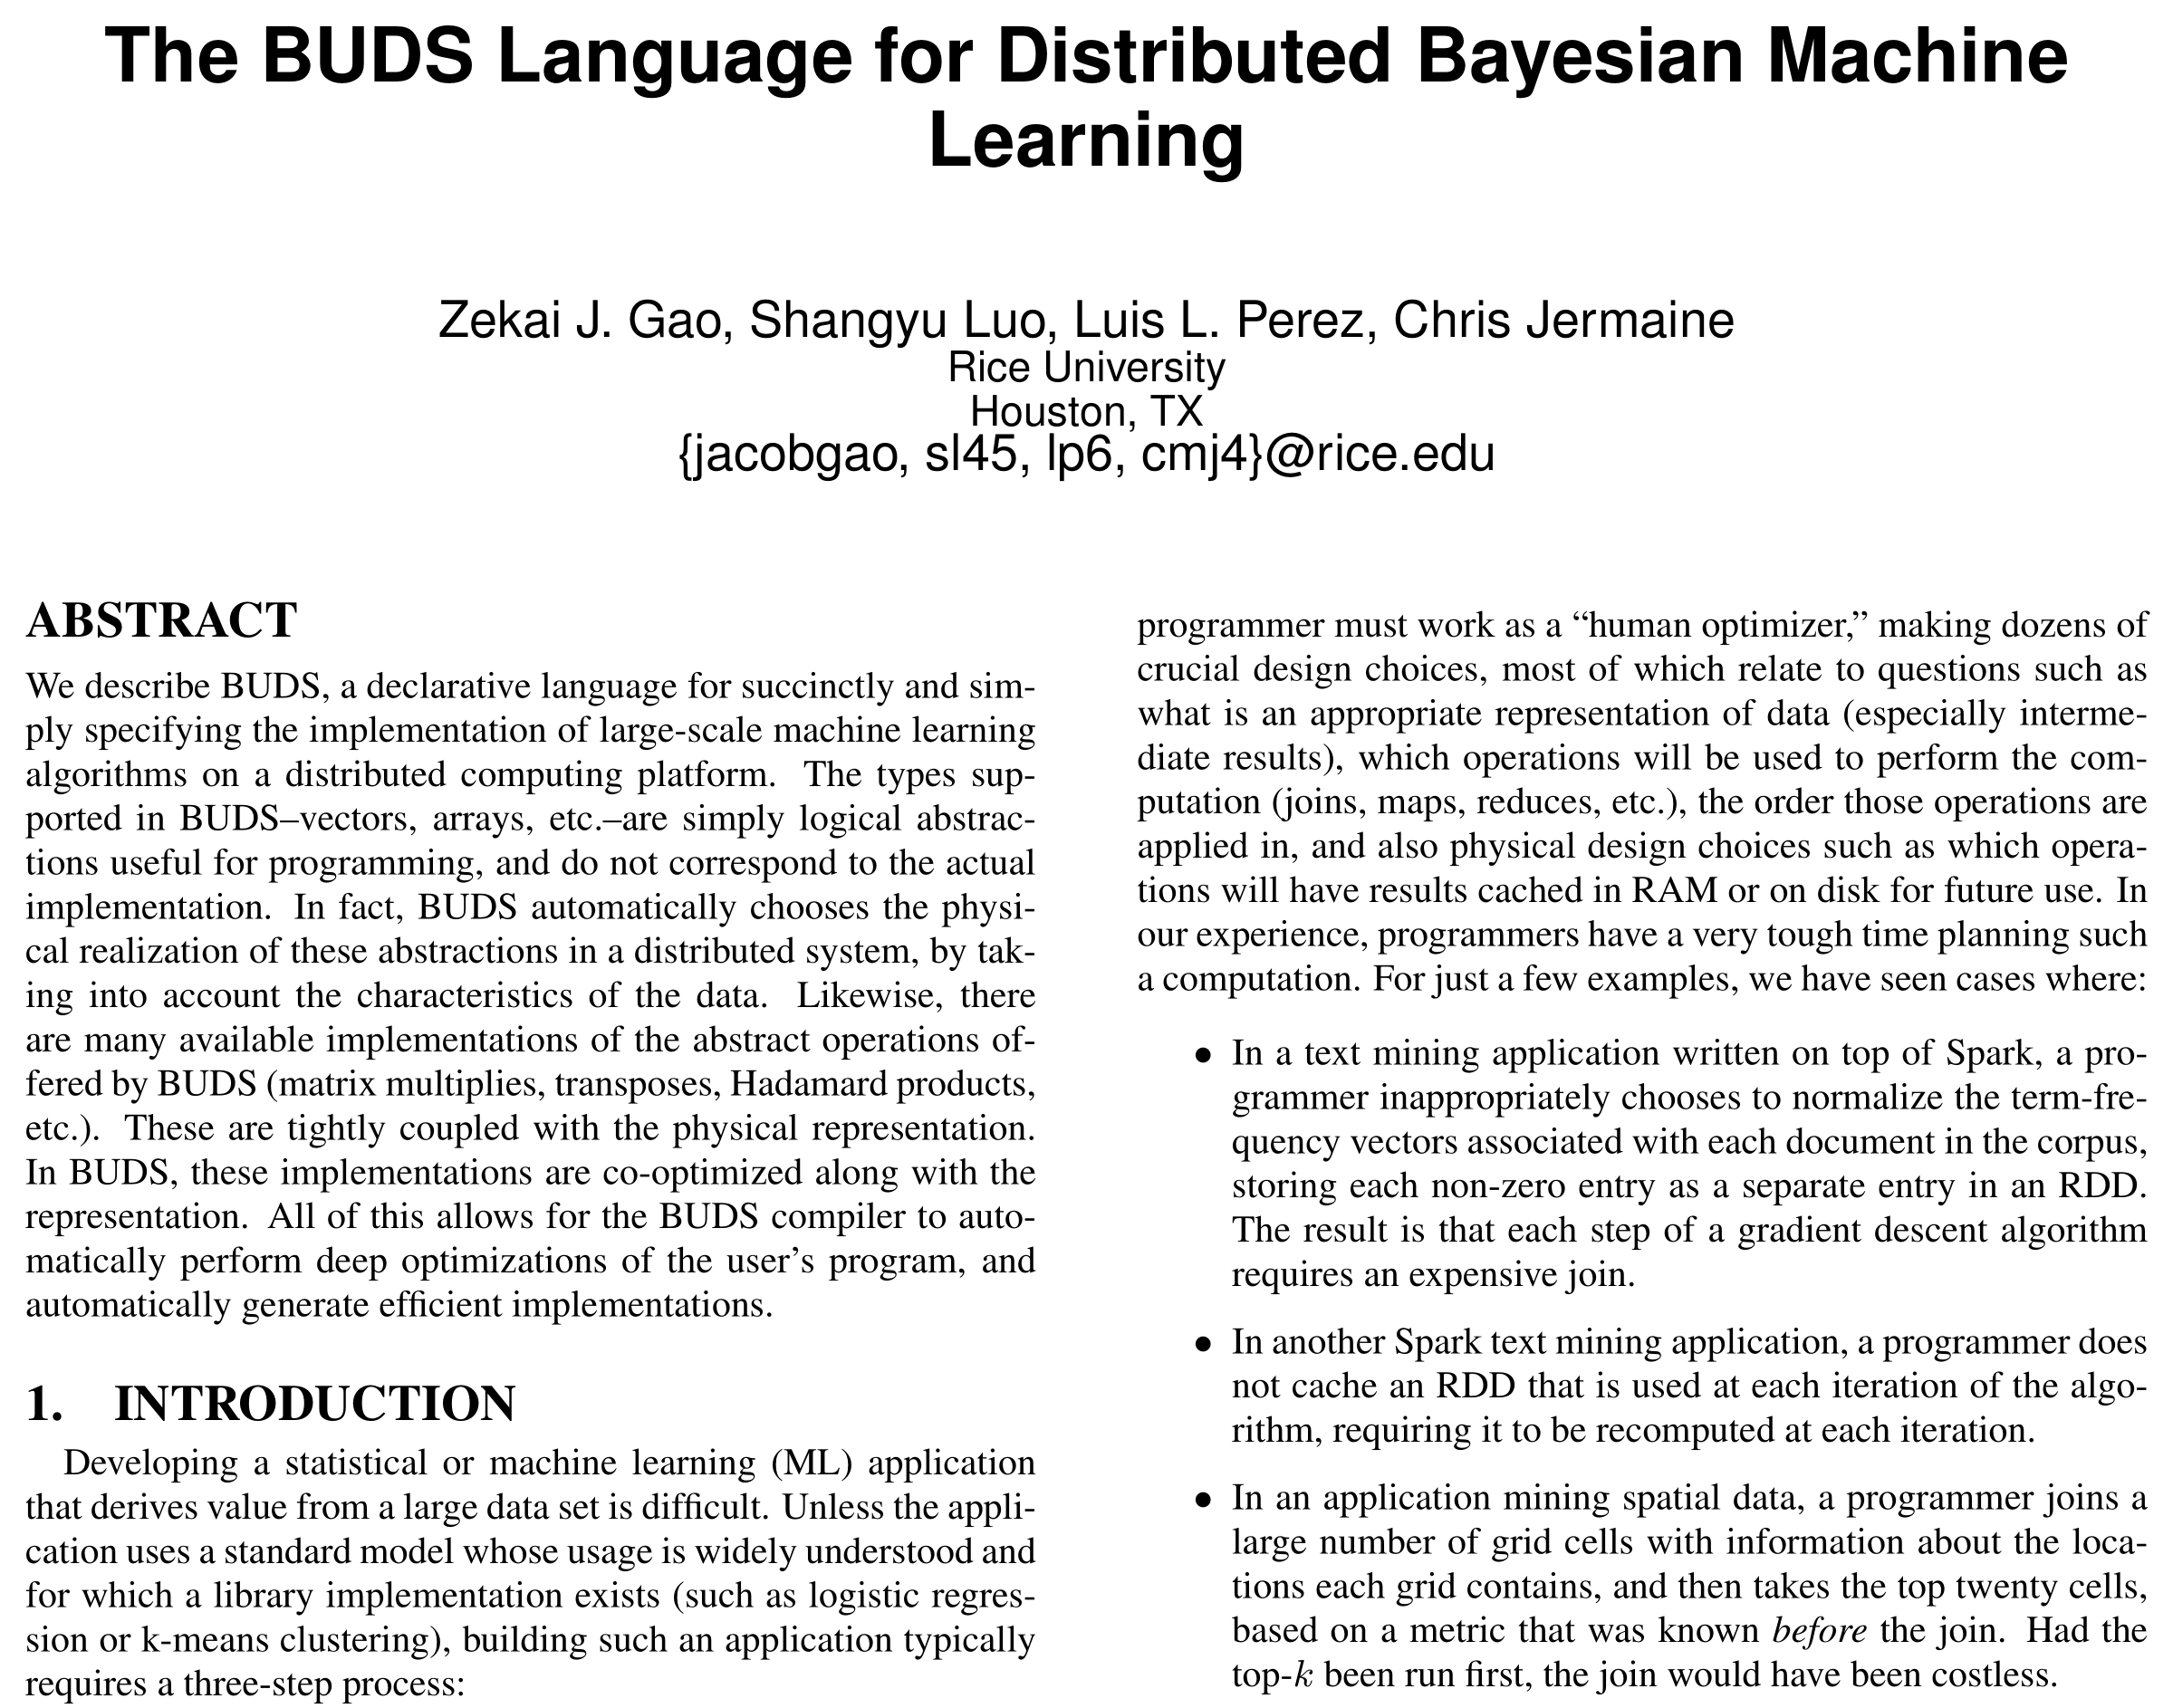 The BUDS Language for Distributed Bayesian Machine
Learning
Zekai J. Gao, Shangyu Luo, Luis L. Perez, Chris Jermaine
Rice University
Houston, TX
{jacobgao, sl45, lp6, cmj4}@rice.edu
ABSTRACT
We describe BUDS, a declarative language for succinctly and sim-
ply specifying the implementation of large-scale machine learning
algorithms on a distributed computing platform. The types sup-
ported in BUDS–vectors, arrays, etc.–are simply logical abstrac-
tions useful for programming, and do not correspond to the actual
implementation. In fact, BUDS automatically chooses the physi-
cal realization of these abstractions in a distributed system, by tak-
ing into account the characteristics of the data. Likewise, there
are many available implementations of the abstract operations of-
fered by BUDS (matrix multiplies, transposes, Hadamard products,
etc.). These are tightly coupled with the physical representation.
In BUDS, these implementations are co-optimized along with the
representation. All of this allows for the BUDS compiler to auto-
matically perform deep optimizations of the user’s program, and
automatically generate efficient implementations.
1. INTRODUCTION
Developing a statistical or machine learning (ML) application
that derives value from a large data set is difficult. Unless the appli-
cation uses a standard model whose usage is widely understood and
for which a library implementation exists (such as logistic regres-
sion or k-means clustering), building such an application typically
requires a three-step process:
programmer must work as a “human optimizer,” making dozens of
crucial design choices, most of which relate to questions such as
what is an appropriate representation of data (especially interme-
diate results), which operations will be used to perform the com-
putation (joins, maps, reduces, etc.), the order those operations are
applied in, and also physical design choices such as which opera-
tions will have results cached in RAM or on disk for future use. In
our experience, programmers have a very tough time planning such
a computation. For just a few examples, we have seen cases where:
• In a text mining application written on top of Spark, a pro-
grammer inappropriately chooses to normalize the term-fre-
quency vectors associated with each document in the corpus,
storing each non-zero entry as a separate entry in an RDD.
The result is that each step of a gradient descent algorithm
requires an expensive join.
• In another Spark text mining application, a programmer does
not cache an RDD that is used at each iteration of the algo-
rithm, requiring it to be recomputed at each iteration.
• In an application mining spatial data, a programmer joins a
large number of grid cells with information about the loca-
tions each grid contains, and then takes the top twenty cells,
based on a metric that was known before the join. Had the
top-k been run first, the join would have been costless.